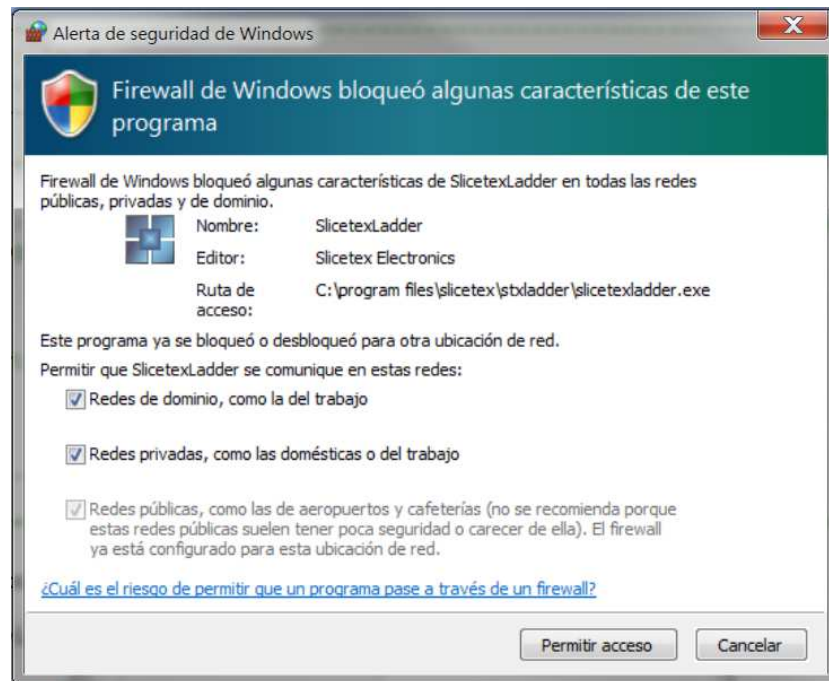 Alerta de seguridad de Windows
Firewall de Windows bloqueó algunas características de este
programa
Firewall de Windows bloqueó algunas características de SlicetexLadder en todas las redes
públicas, privadas y de dominio.
Nombre: SlicetexLadder
Editor: Slicetex Electronics
Ruta de C:\program files\slicetex\stxladder\slicetexladder.exe
acceso:
Este programa ya se bloqueó o desbloqueó para otra ubicación de red.
Permitir que SlicetexLadder se comunique en estas redes:
Redes de dominio, como la del trabajo
Redes privadas, como las domésticas o del trabajo
Redes públicas, como las de aeropuertos y cafeterías (no se recomienda porque
estas redes públicas suelen tener poca seguridad o carecer de ella). El firewall
ya está configurado para esta ubicación de red.
¿Cuál es el riesgo de permitir que un programa pase a través de un firewall?
Permitir acceso Cancelar